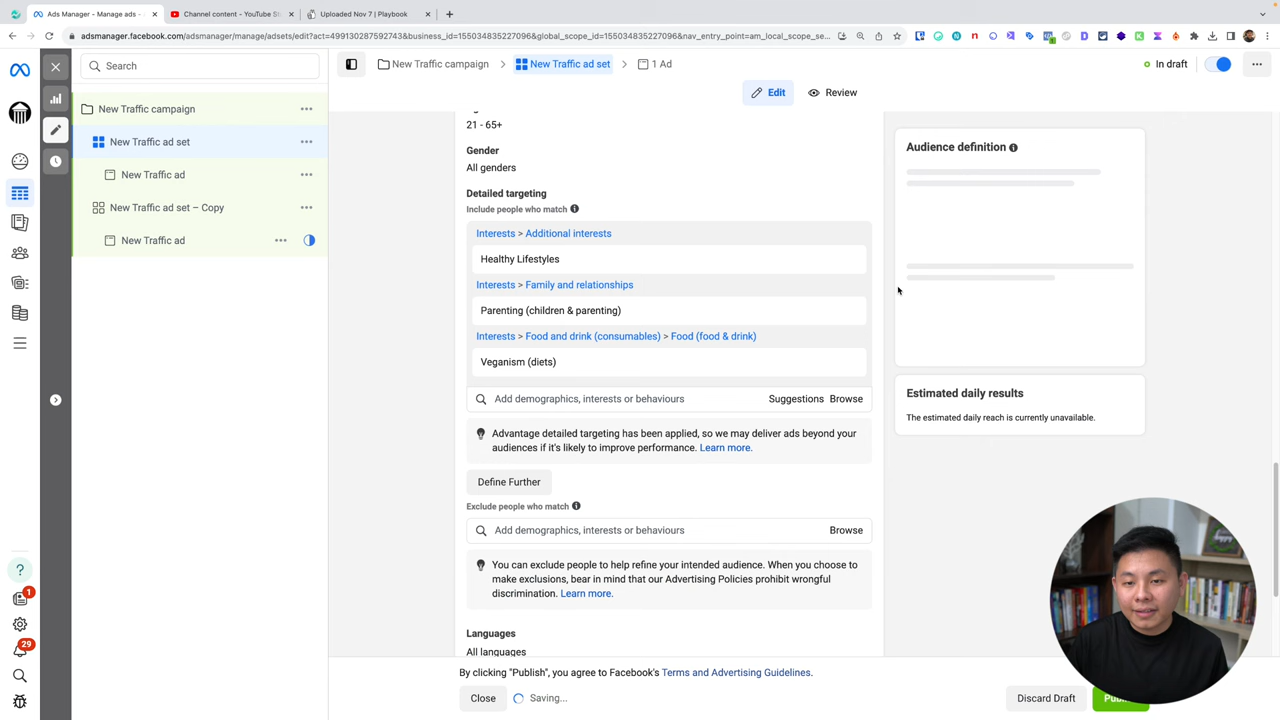 Ads Manager - Manage ads -
Channel content - YouTube St
Uploaded Nov 7 | Playbook
adsmanager.facebook.com/adsmanager/manage/adsets/edit?act=499130287592743&business_id=155034835227096&global_scope_id=155034835227096&nav_entry_point=am_local_scope_se...
Search
New Traffic campaign
New Traffic ad set
New Traffic ad
New Traffic ad set – Copy
New Traffic ad
?
1
29
New Traffic campaign
New Traffic ad set
1 Ad
In draft
Edit
Review
21 - 65+
Gender
All genders
Detailed targeting
Include people who match
Interests > Additional interests
Healthy Lifestyles
Interests > Family and relationships
Parenting (children & parenting)
Interests > Food and drink (consumables) > Food (food & drink)
Veganism (diets)
Add demographics, interests or behaviours
Suggestions Browse
Advantage detailed targeting has been applied, so we may deliver ads beyond your
audiences if it's likely to improve performance. Learn more.
Define Further
Exclude people who match
Add demographics, interests or behaviours
Browse
You can exclude people to help refine your intended audience. When you choose to
make exclusions, bear in mind that our Advertising Policies prohibit wrongful
discrimination. Learn more.
Languages
All languages
Audience definition
Estimated daily results
The estimated daily reach is currently unavailable.
By clicking "Publish", you agree to Facebook's Terms and Advertising Guidelines.
Close
Saving...
Discard Draft